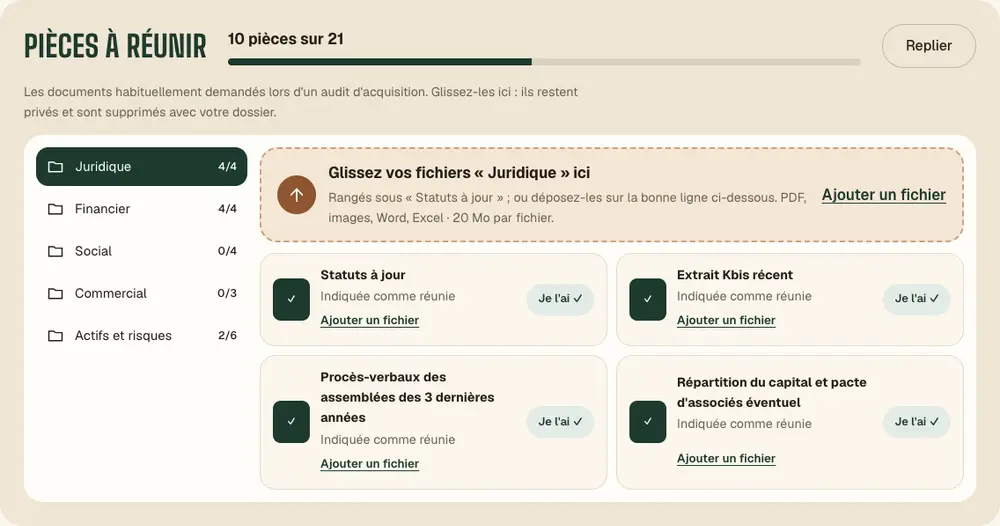 PIÈCES À RÉUNIR
10 pièces sur 21
Replier
Les documents habituellement demandés lors d'un audit d'acquisition. Glissez-les ici : ils restent
privés et sont supprimés avec votre dossier.
Juridique 4/4
Financier 4/4
Social 0/4
Commercial 0/3
Actifs et risques 2/6
Glissez vos fichiers « Juridique » ici
Rangés sous « Statuts à jour » ; ou déposez-les sur la bonne ligne ci-dessous. PDF,
images, Word, Excel · 20 Mo par fichier.
Ajouter un fichier
Statuts à jour
Indiquée comme réunie
Ajouter un fichier
Je l'ai ✓
Extrait Kbis récent
Indiquée comme réunie
Ajouter un fichier
Je l'ai ✓
Procès-verbaux des
assemblées des 3 dernières
années
Indiquée comme réunie
Ajouter un fichier
Je l'ai ✓
Répartition du capital et pacte
d'associés éventuel
Indiquée comme réunie
Ajouter un fichier
Je l'ai ✓